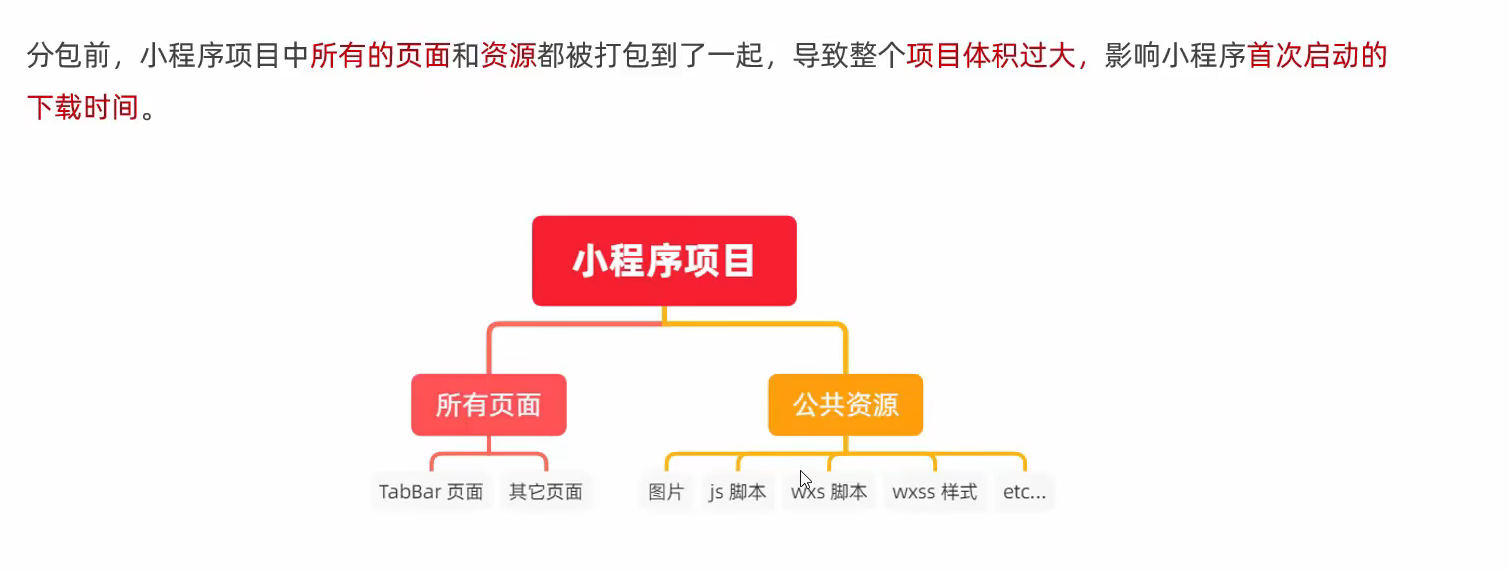 分包前，小程序项目中所有的页面和资源都被打包到了一起，导致整个项目体积过大，影响小程序首次启动的
下载时间。
小程序项目
所有页面
公共资源
TabBar 页面
其它页面
图片
js 脚本
wxs 脚本
wxss 样式
etc...